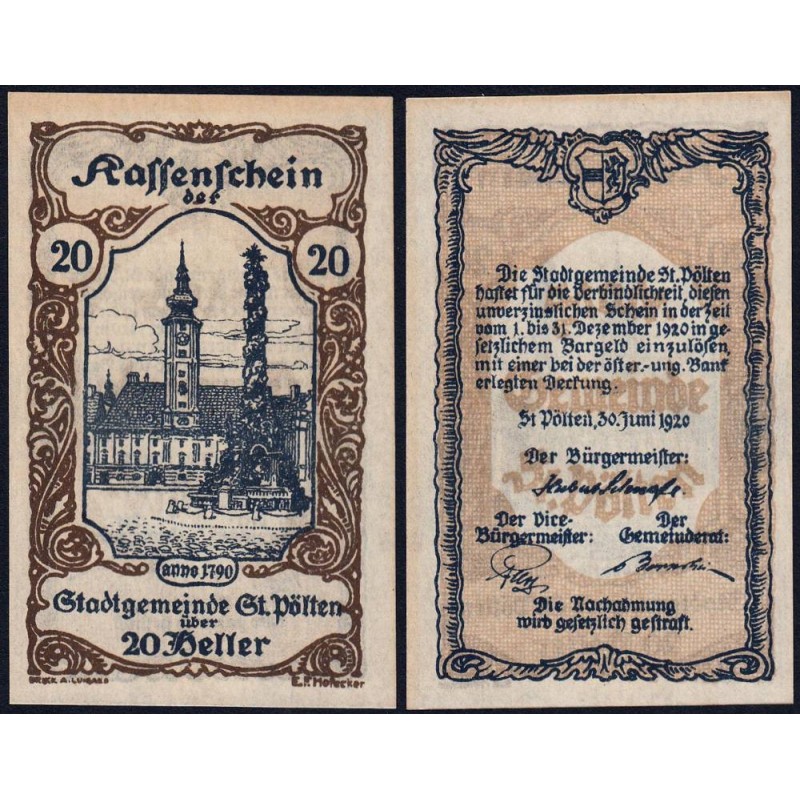 Kassenschein
der
20 20
anno 1790
Stadtgemeinde St. Pölten
über
20 Heller
E.F. Hofecker
Die Stadtgemeinde St. Pölten
haftet für die Verbindlichkeit, diesen
unverzinslichen Schein in der Zeit
vom 1. bis 31. Dezember 1920 in ge-
setzlichem Bargeld einzulösen,
mit einer bei der öster.-ung. Bank
erlegten Deckung.
Gemeinde
St Pölten, 30. Juni 1920
Der Bürgermeister:
Der Vice-
Bürgermeister:
Der
Gemeinderat:
Die Nachahmung
wird gesetzlich gestraft.